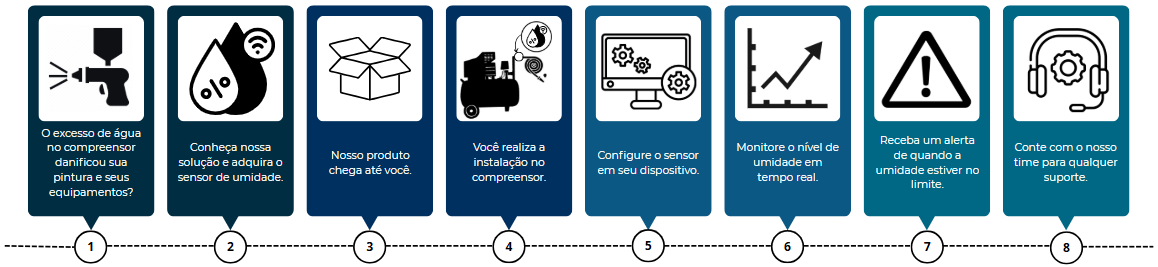 O excesso de água
no compreensor
danificou sua
pintura e seus
equipamentos?
1
Conheça nossa
solução e adquira o
sensor de umidade.
2
Nosso produto
chega até você.
3
Você realiza a
instalação no
compreensor.
4
Configure o sensor
em seu dispositivo.
5
Monitore o nível de
umidade em
tempo real.
6
Receba um alerta
de quando a
umidade estiver no
limite.
7
Conte com o nosso
time para qualquer
suporte.
8